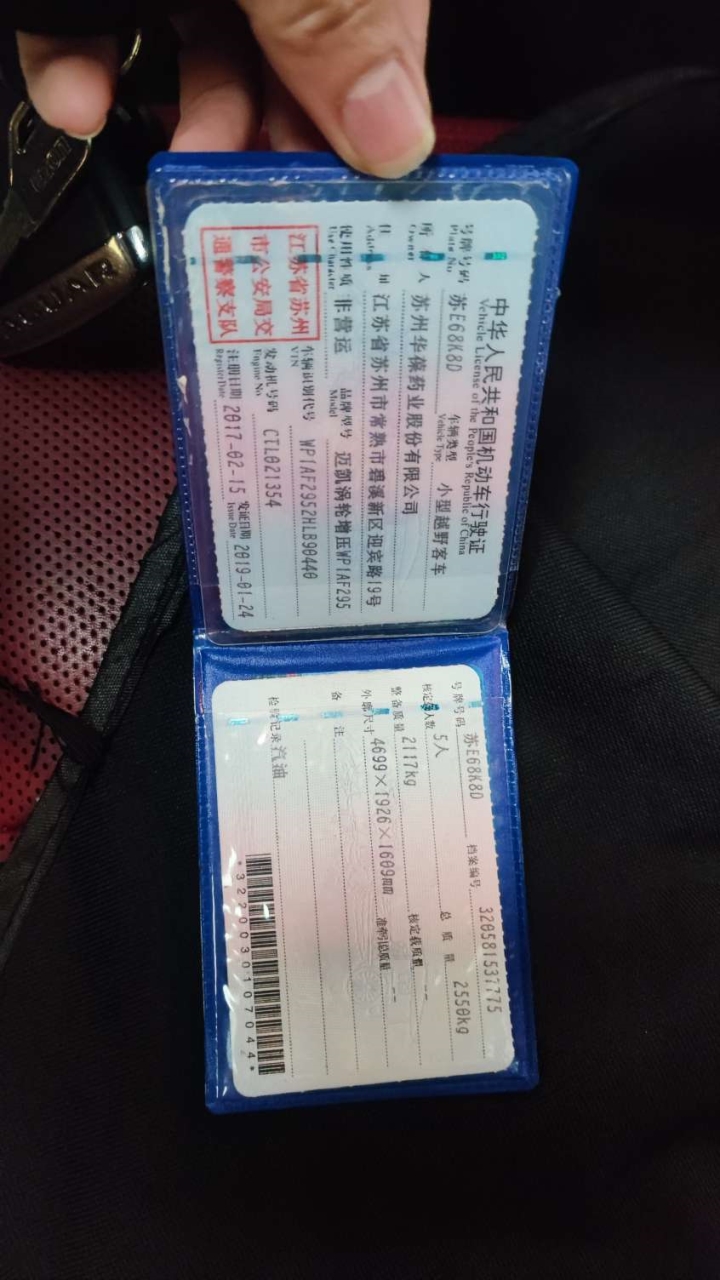 中华人民共和国机动车行驶证
Vehicle License of the People's Republic of China
号牌号码 苏E68K8D 车辆类型 小型越野客车
Plate No. Vehicle Type
所有人 苏州华葆药业股份有限公司
Owner
住址 江苏省苏州市常熟市碧溪新区迎宾路19号
Address
使用性质 非营运 品牌型号 迈凯涡轮增压WP1AF295
Use Character Model
江苏省苏州
市公安局交
通警察支队
车辆识别代号 WP1AF2952HLB90440
VIN
发动机号码 CTL021354
Engine No.
注册日期 2017-02-15 发证日期 2019-01-24
Register Date Issue Date
号牌号码 苏E68K8D 档案编号 320581537775
核定载人数 5人 总质量 2550kg
整备质量 2117kg 核定载质量 --
外廓尺寸 4699×1926×1609mm 准牵引总质量 --
备注
检验记录 汽油
*3220030107044*